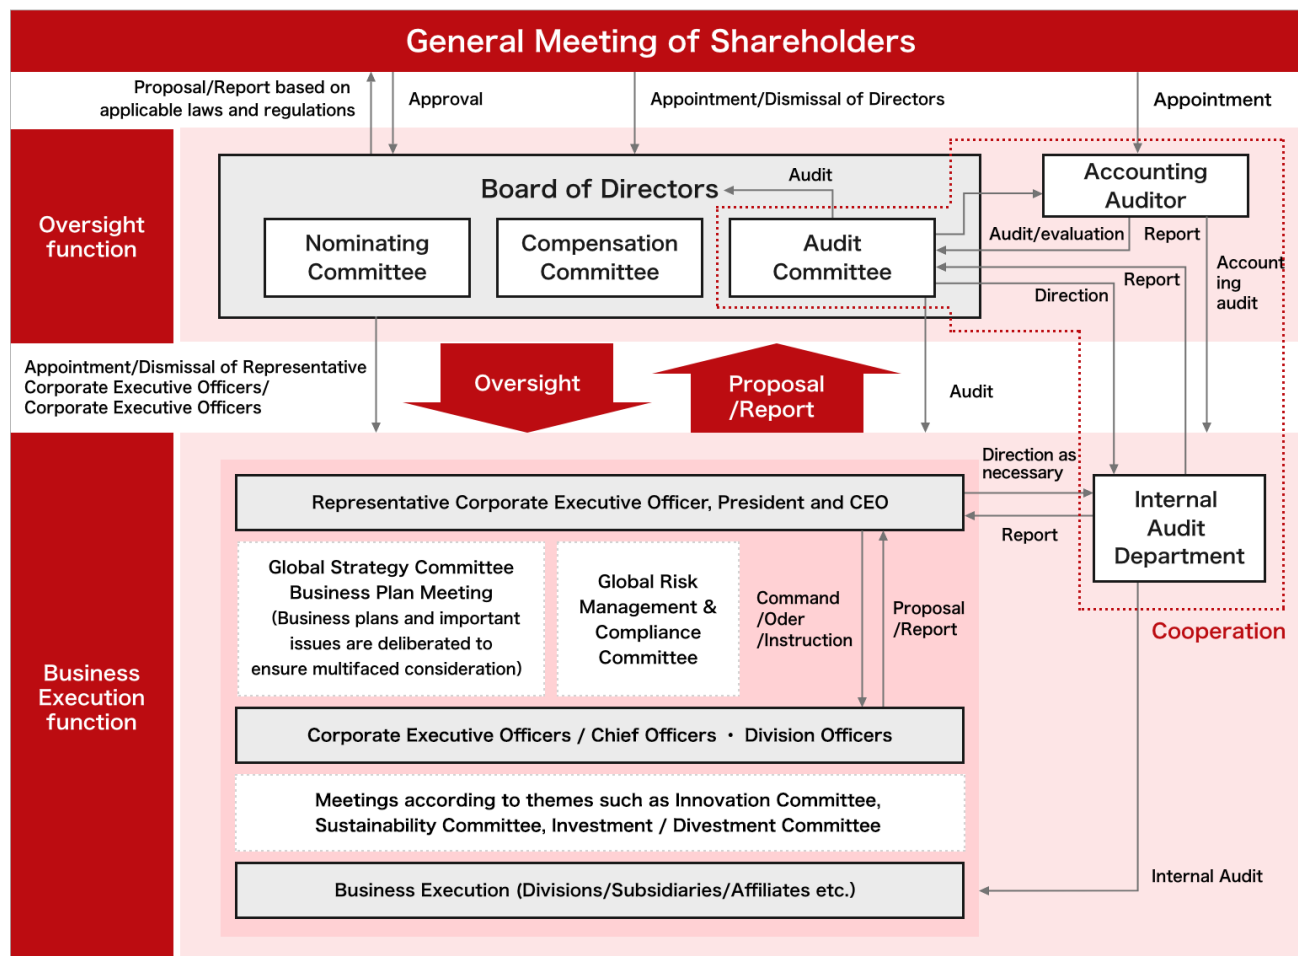 General Meeting of Shareholders
Proposal/Report based on
applicable laws and regulations
Approval
Appointment/Dismissal of Directors
Appointment
Oversight
function
Board of Directors
Audit
Accounting
Auditor
Nominating
Committee
Compensation
Committee
Audit
Committee
Audit/evaluation
Report
Account
ing
audit
Report
Direction
Appointment/Dismissal of Representative
Corporate Executive Officers/
Corporate Executive Officers
Oversight
Proposal
/Report
Audit
Business
Execution
function
Representative Corporate Executive Officer, President and CEO
Direction as
necessary
Report
Internal
Audit
Department
Global Strategy Committee
Business Plan Meeting
(Business plans and important
issues are deliberated to
ensure multifaced consideration)
Global Risk
Management &
Compliance
Committee
Command
/Oder
/Instruction
Proposal
/Report
Cooperation
Corporate Executive Officers / Chief Officers ・ Division Officers
Meetings according to themes such as Innovation Committee,
Sustainability Committee, Investment / Divestment Committee
Business Execution (Divisions/Subsidiaries/Affiliates etc.)
Internal Audit